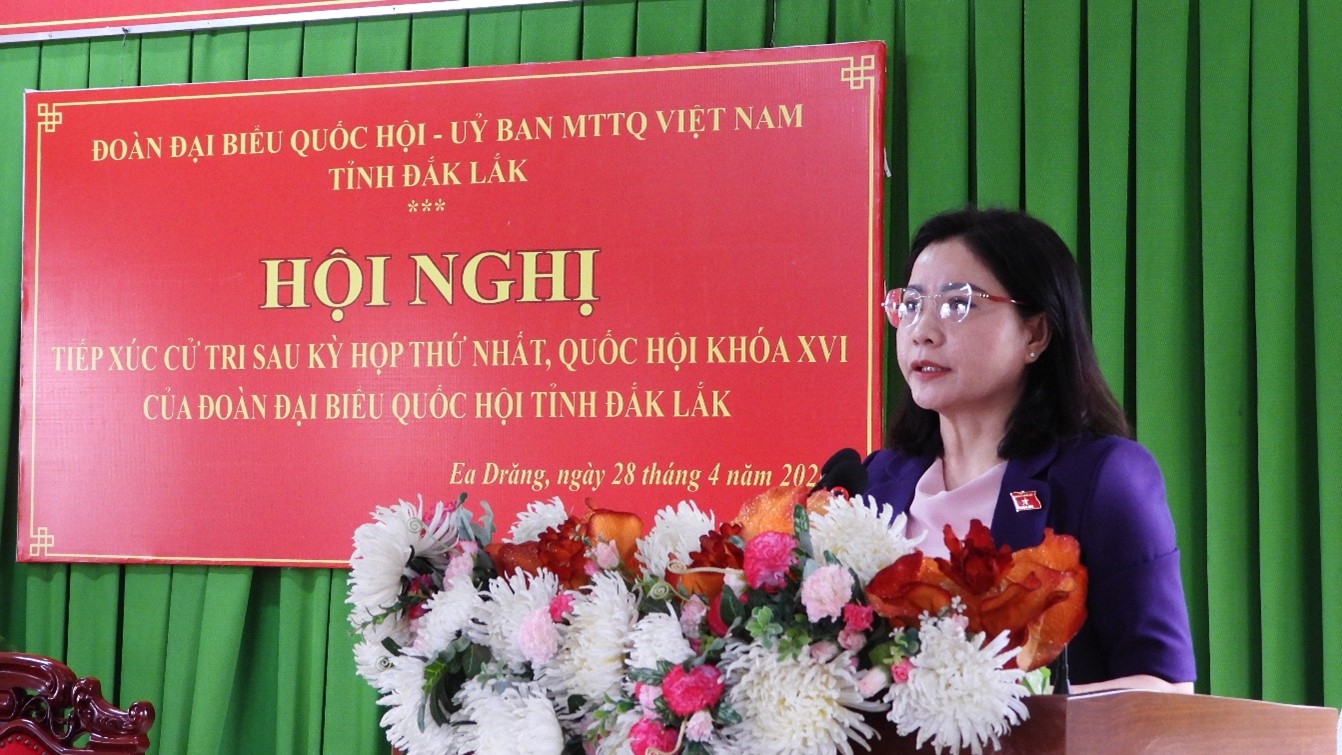 ĐOÀN ĐẠI BIỂU QUỐC HỘI - UỶ BAN MTTQ VIỆT NAM
TỈNH ĐẮK LẮK
***
HỘI NGHỊ
TIẾP XÚC CỬ TRI SAU KỲ HỌP THỨ NHẤT, QUỐC HỘI KHÓA XVI
CỦA ĐOÀN ĐẠI BIỂU QUỐC HỘI TỈNH ĐẮK LẮK
Ea Drăng, ngày 28 tháng 4 năm